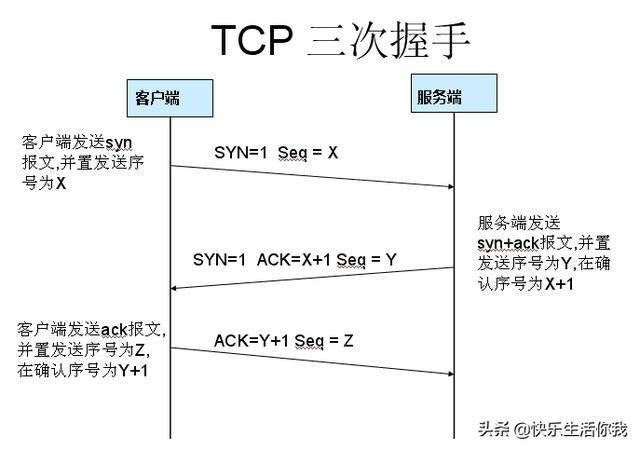 TCP 三次握手
客户端
服务端
客户端发送syn
报文,并置发送序
号为X
SYN=1 Seq = X
服务端发送
syn+ack报文,并置
发送序号为Y,在确
认序号为X+1
SYN=1 ACK=X+1 Seq = Y
客户端发送ack报文,
并置发送序号为Z,
在确认序号为Y+1
ACK=Y+1 Seq = Z
头条 @快乐生活你我